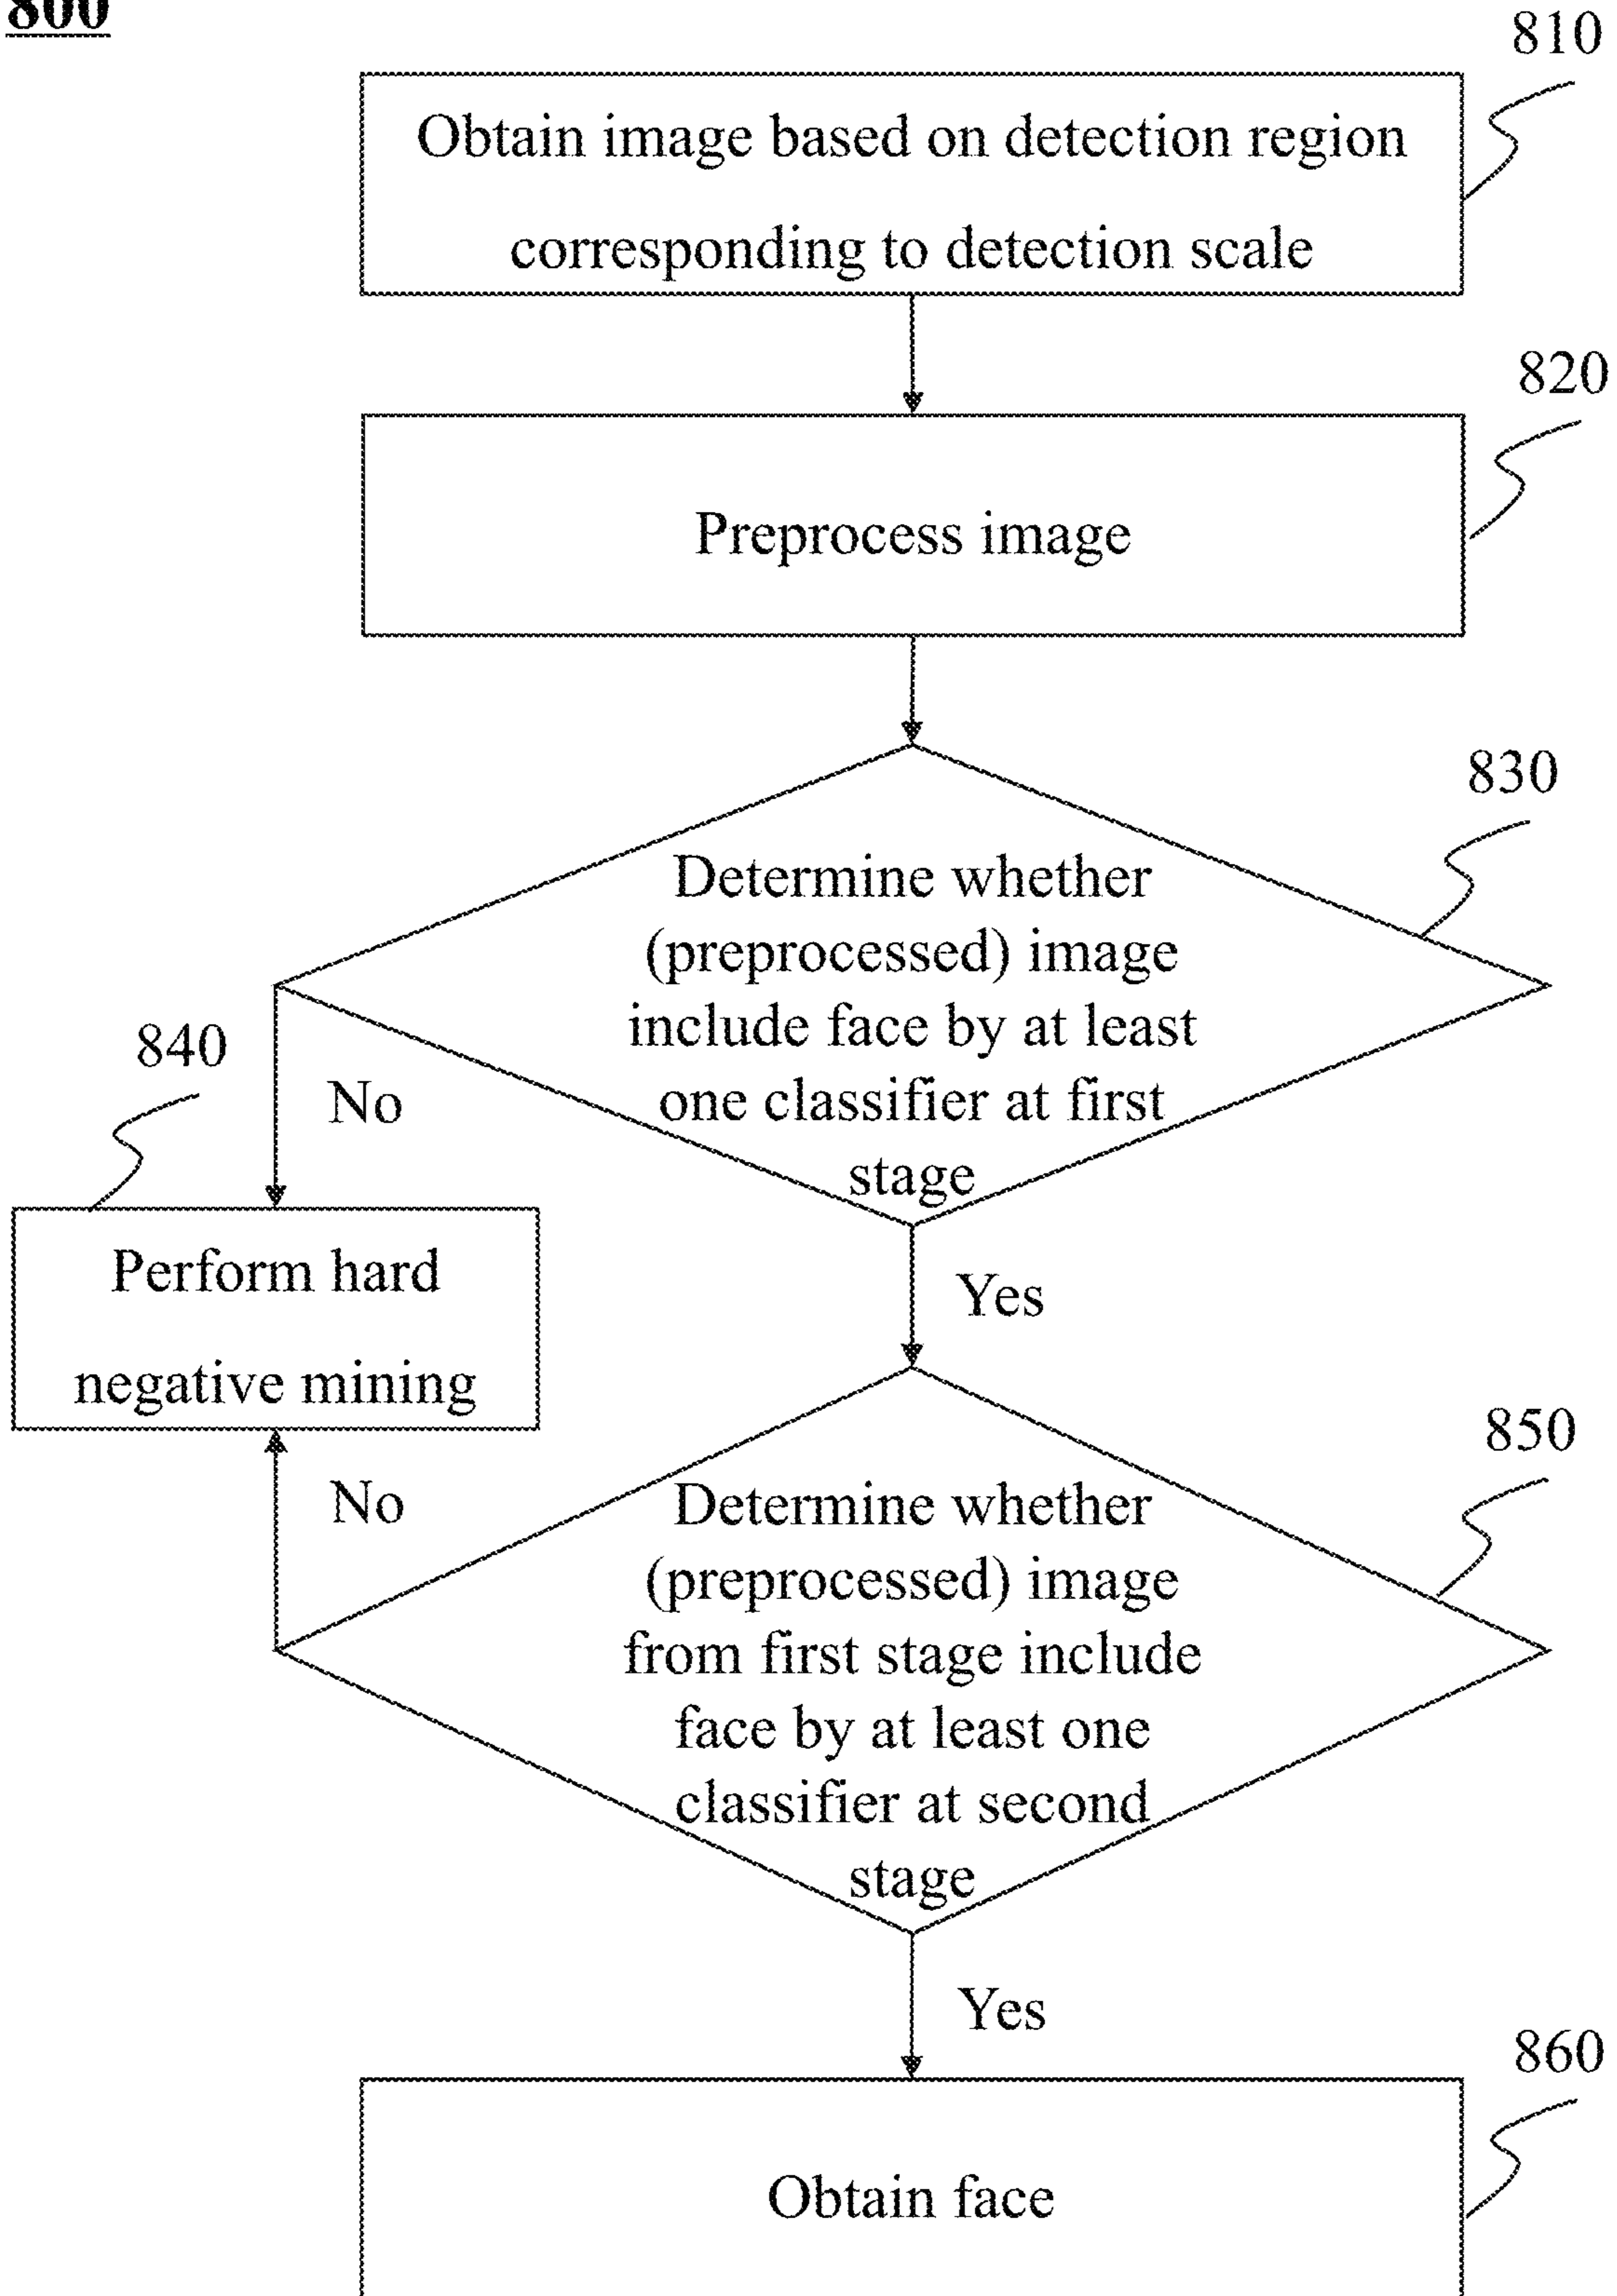 800
810
Obtain image based on detection region
corresponding to detection scale
820
Preprocess image
830
Determine whether
(preprocessed) image
include face by at least
one classifier at first
stage
840
No
Perform hard
negative mining
Yes
850
No
Determine whether
(preprocessed) image
from first stage include
face by at least one
classifier at second
stage
Yes
860
Obtain face